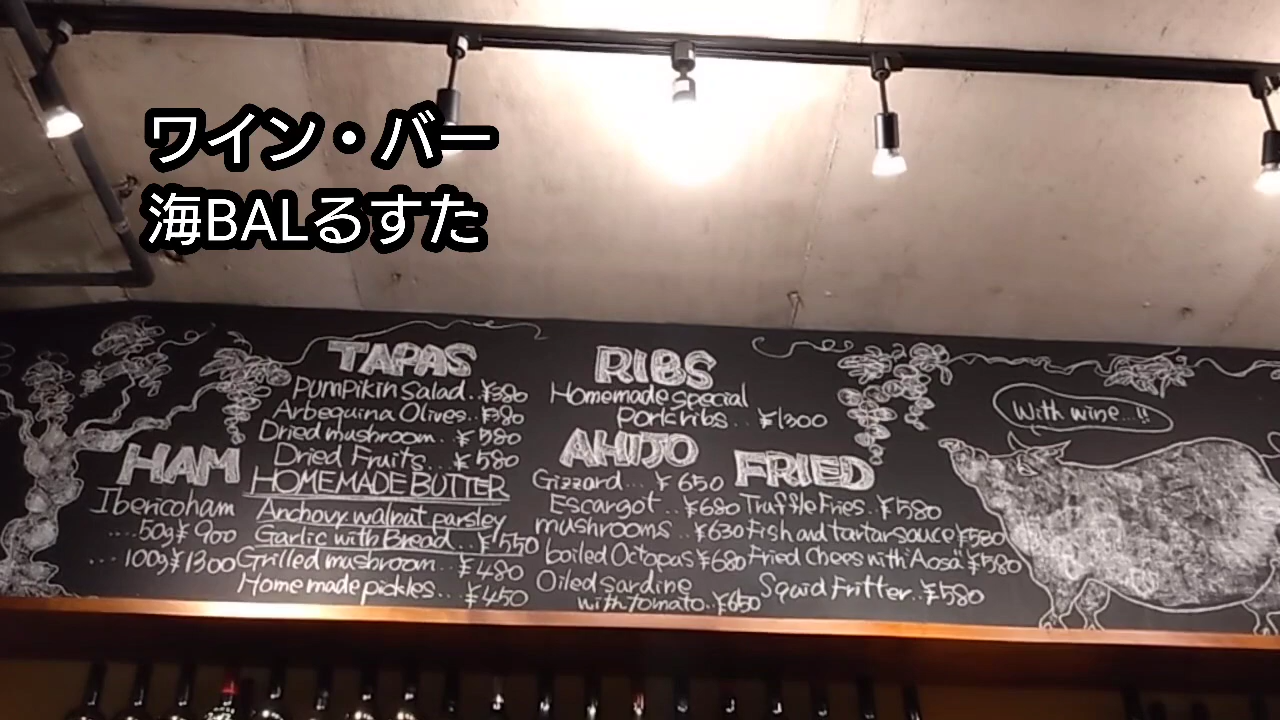 ワイン・バー
海BALるすた
TAPAS
Pumpikin Salad..¥380
Arbequina Olives..¥380
Dried mushroom..¥580
Dried Fruits...¥580
HOMEMADE BUTTER
Anchovy walnut parsley
Garlic with Bread...¥550
Grilled mushroom..¥480
Home made pickles...¥450
HAM
Ibericoham
....50g¥900
...100g¥1300
RIBS
Homemade special
Porkribs..¥1300
AHIJO
Gizzard...¥650
Escargot..¥680
mushrooms..¥630
boiled Octopas¥680
Oiled sardine
with tomato..¥650
FRIED
Truffle Fries..¥580
Fish and tartar sauce¥580
Fried Chees with "Aosa"¥580
Squid Fritter..¥580
With wine...!!